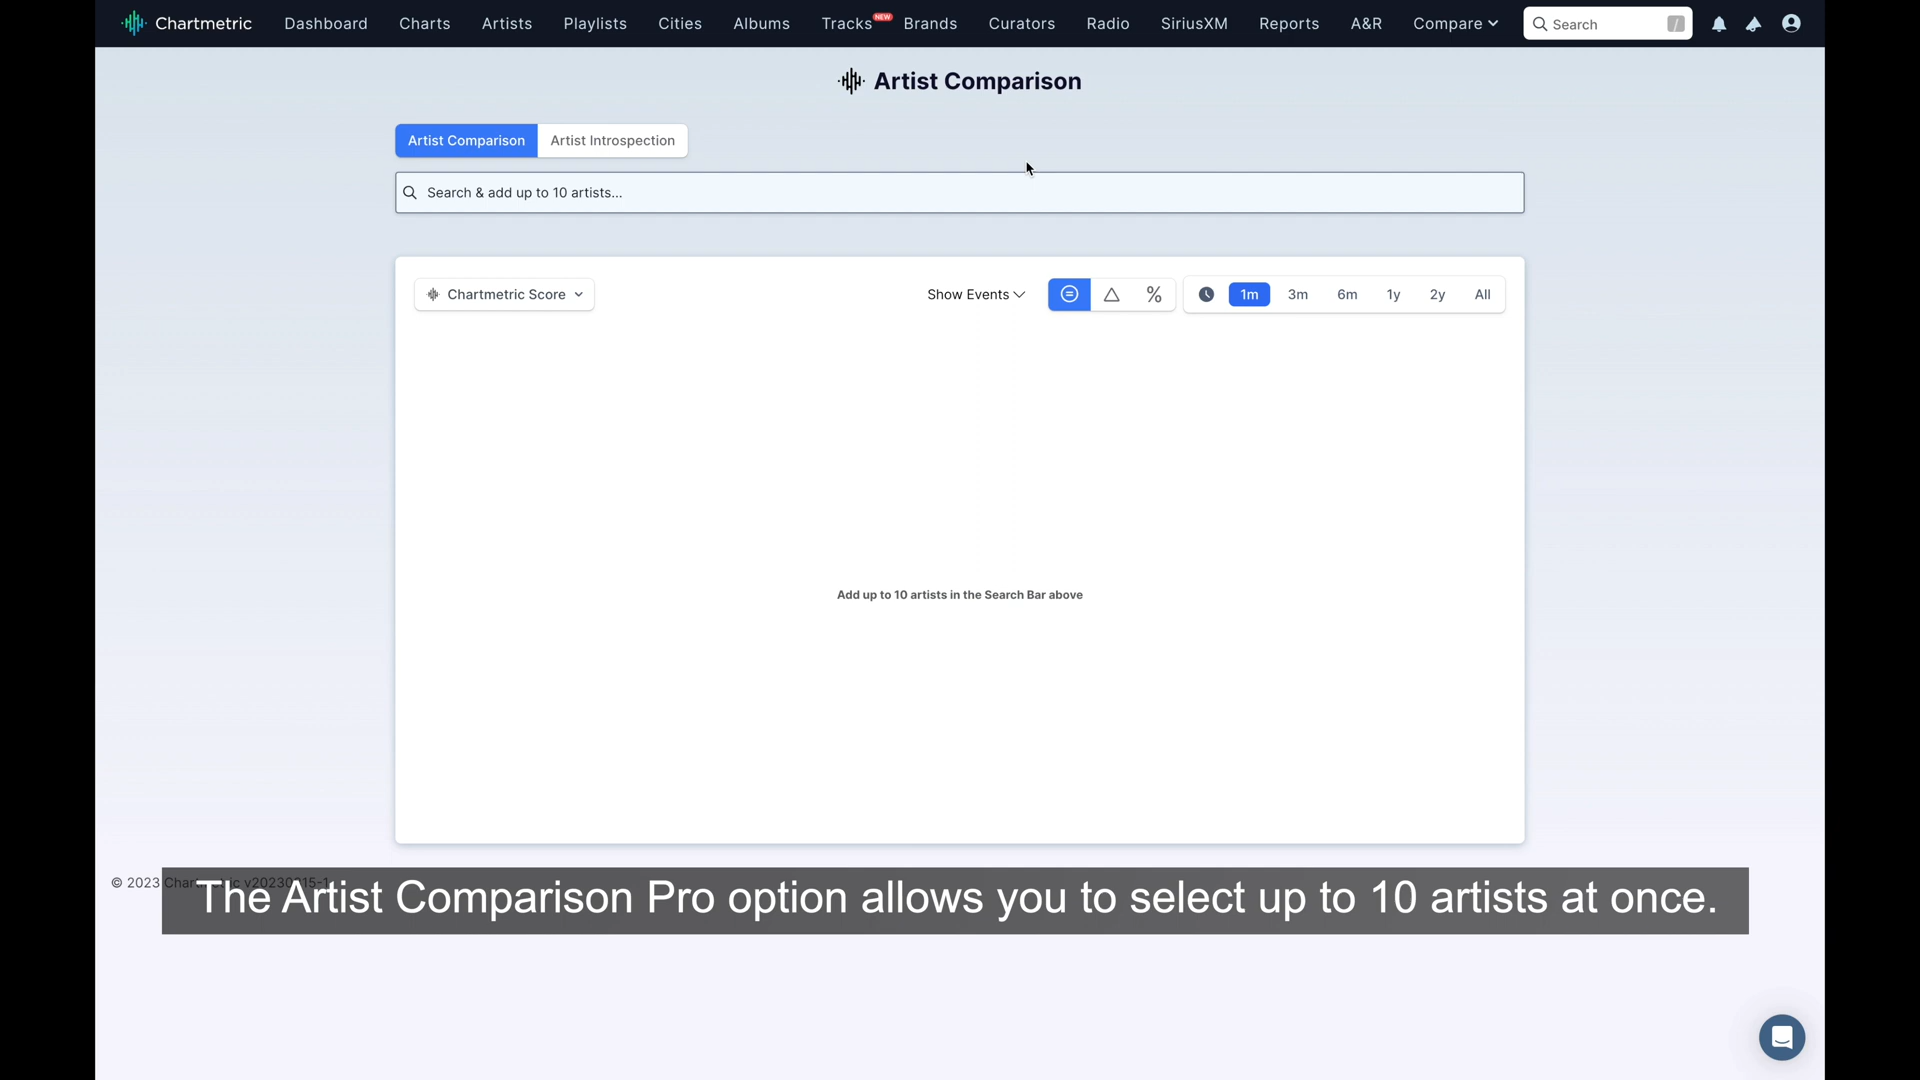 Chartmetric Dashboard Charts Artists Playlists Cities Albums Tracks NEW Brands Curators Radio SiriusXM Reports A&R Compare Search /
Artist Comparison
Artist Comparison Artist Introspection
Search & add up to 10 artists...
Chartmetric Score Show Events % 1m 3m 6m 1y 2y All
Add up to 10 artists in the Search Bar above
© 2023
The Artist Comparison Pro option allows you to select up to 10 artists at once.